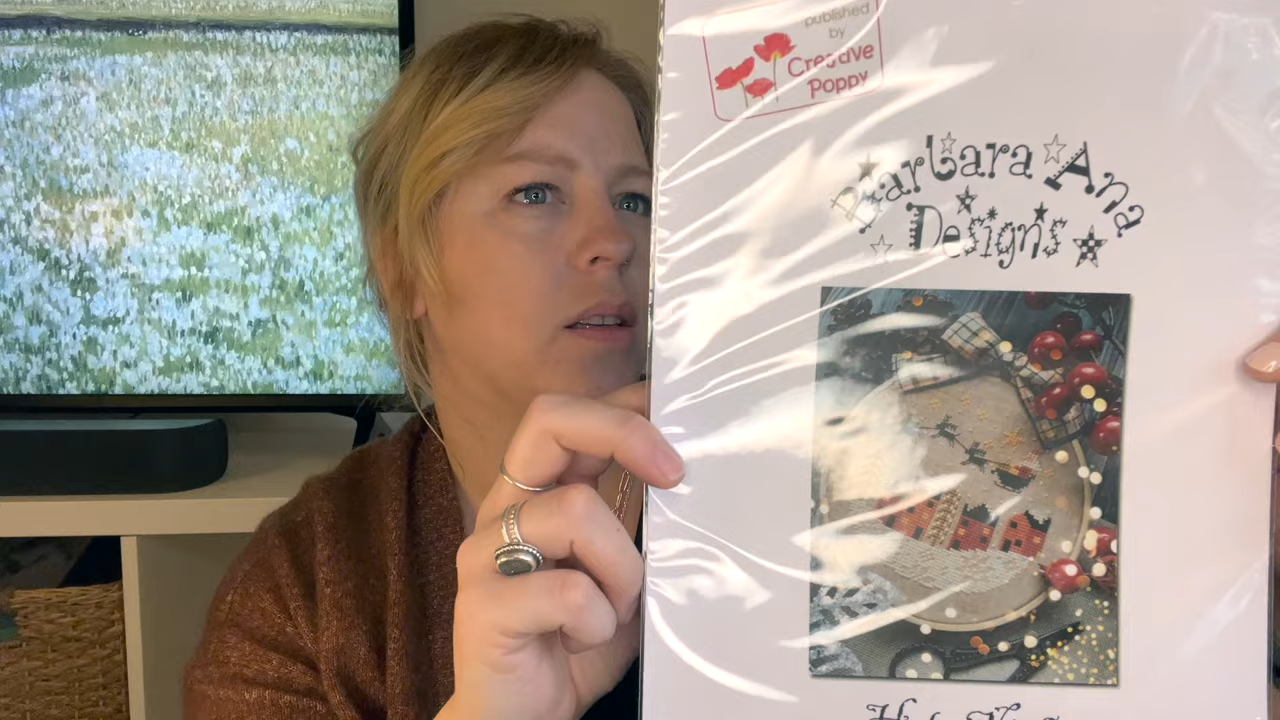 published
by
Creative
Poppy
Barbara Ana
Designs